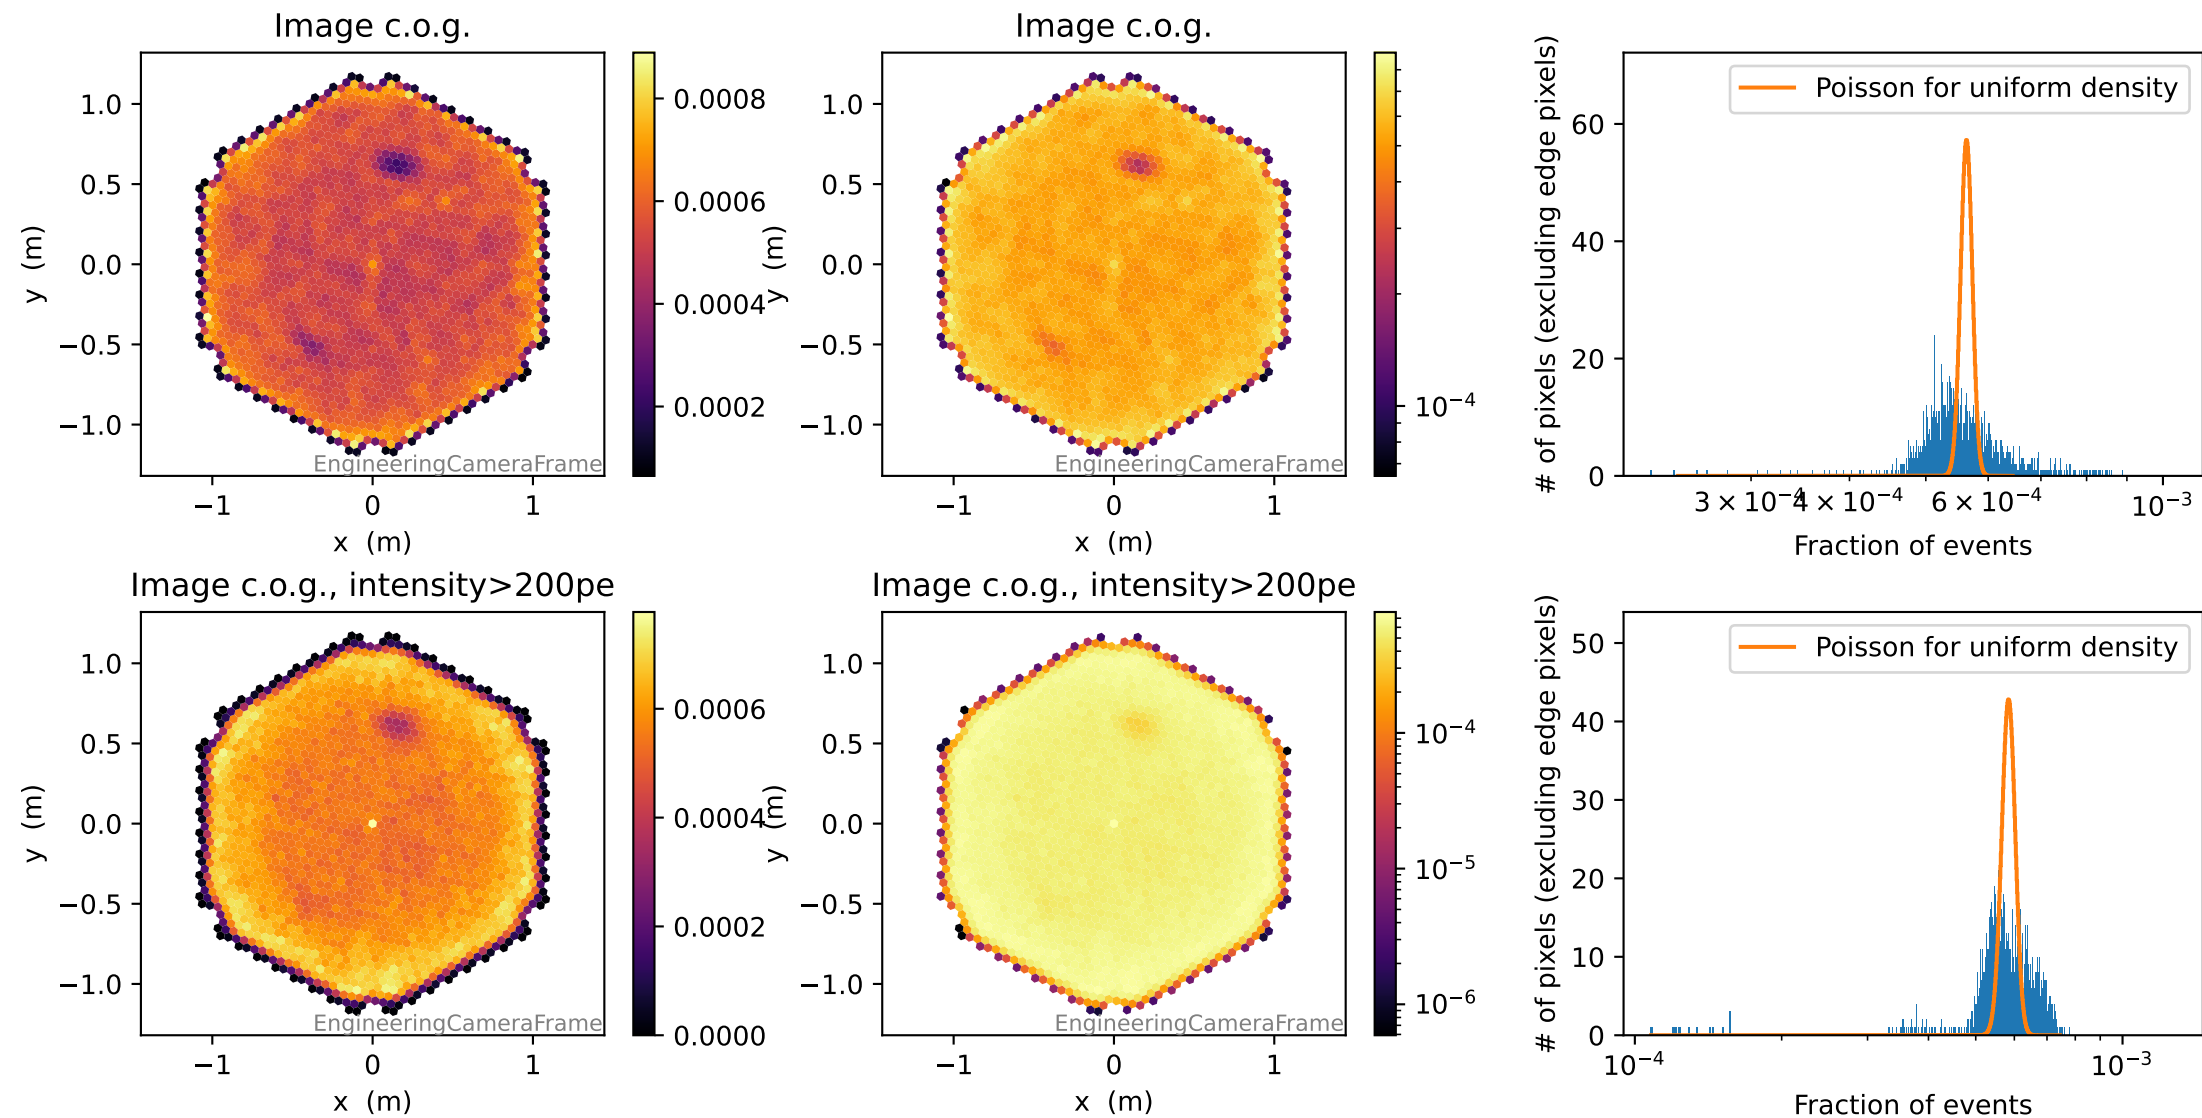 Image c.o.g.
y (m)
1.0
0.5
0.0
−0.5
−1.0
−1
0
1
x (m)
EngineeringCameraFrame
0.0008
0.0006
0.0004
0.0002
Image c.o.g.
y (m)
1.0
0.5
0.0
−0.5
−1.0
−1
0
1
x (m)
EngineeringCameraFrame
10⁻⁴
# of pixels (excluding edge pixels)
60
40
20
0
Poisson for uniform density
3 × 10⁻⁴
4 × 10⁻⁴
6 × 10⁻⁴
10⁻³
Fraction of events
Image c.o.g., intensity>200pe
y (m)
1.0
0.5
0.0
−0.5
−1.0
−1
0
1
x (m)
EngineeringCameraFrame
0.0006
0.0004
0.0002
0.0000
Image c.o.g., intensity>200pe
y (m)
1.0
0.5
0.0
−0.5
−1.0
−1
0
1
x (m)
EngineeringCameraFrame
10⁻⁴
10⁻⁵
10⁻⁶
# of pixels (excluding edge pixels)
50
40
30
20
10
0
Poisson for uniform density
10⁻⁴
10⁻³
Fraction of events